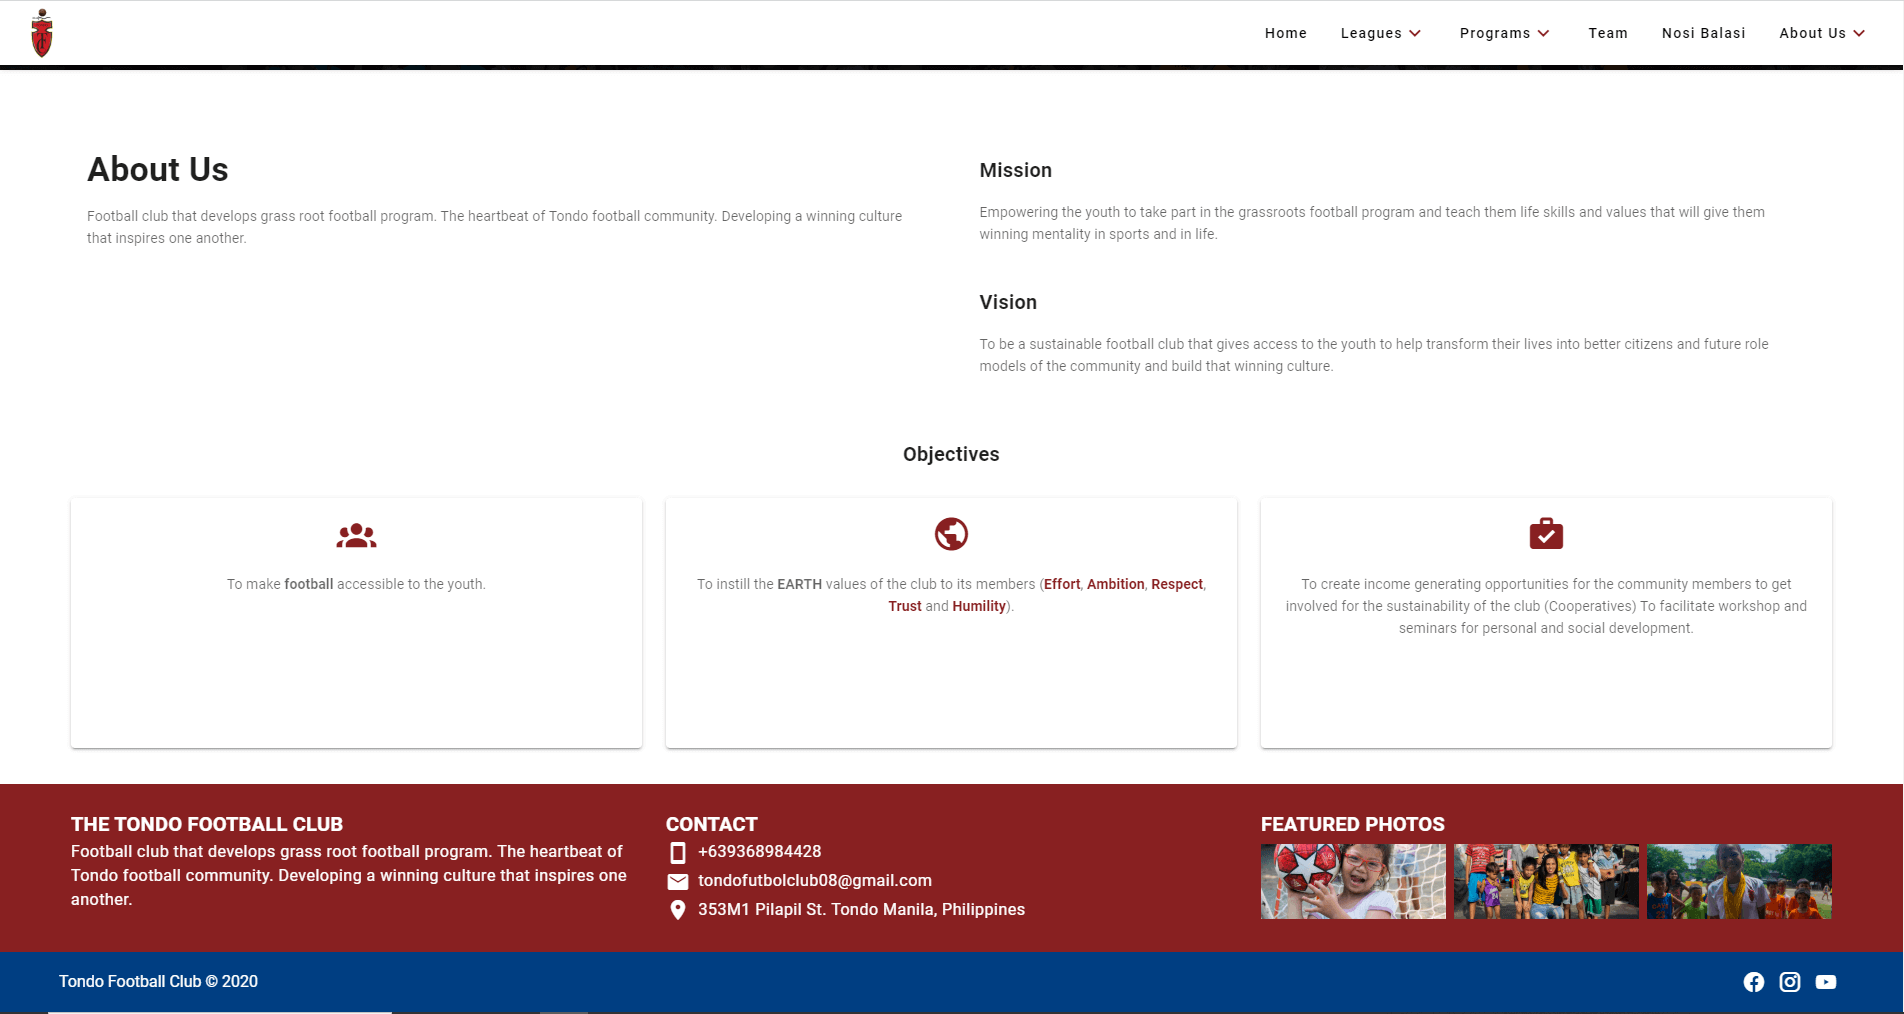 Home Leagues Programs Team Nosi Balasi About Us
About Us
Football club that develops grass root football program. The heartbeat of Tondo football community. Developing a winning culture
that inspires one another.
Mission
Empowering the youth to take part in the grassroots football program and teach them life skills and values that will give them
winning mentality in sports and in life.
Vision
To be a sustainable football club that gives access to the youth to help transform their lives into better citizens and future role
models of the community and build that winning culture.
Objectives
To make football accessible to the youth.
To instill the EARTH values of the club to its members (Effort, Ambition, Respect,
Trust and Humility).
To create income generating opportunities for the community members to get
involved for the sustainability of the club (Cooperatives) To facilitate workshop and
seminars for personal and social development.
THE TONDO FOOTBALL CLUB
Football club that develops grass root football program. The heartbeat of
Tondo football community. Developing a winning culture that inspires one
another.
CONTACT
+639368984428
tondofutbolclub08@gmail.com
353M1 Pilapil St. Tondo Manila, Philippines
FEATURED PHOTOS
Tondo Football Club © 2020